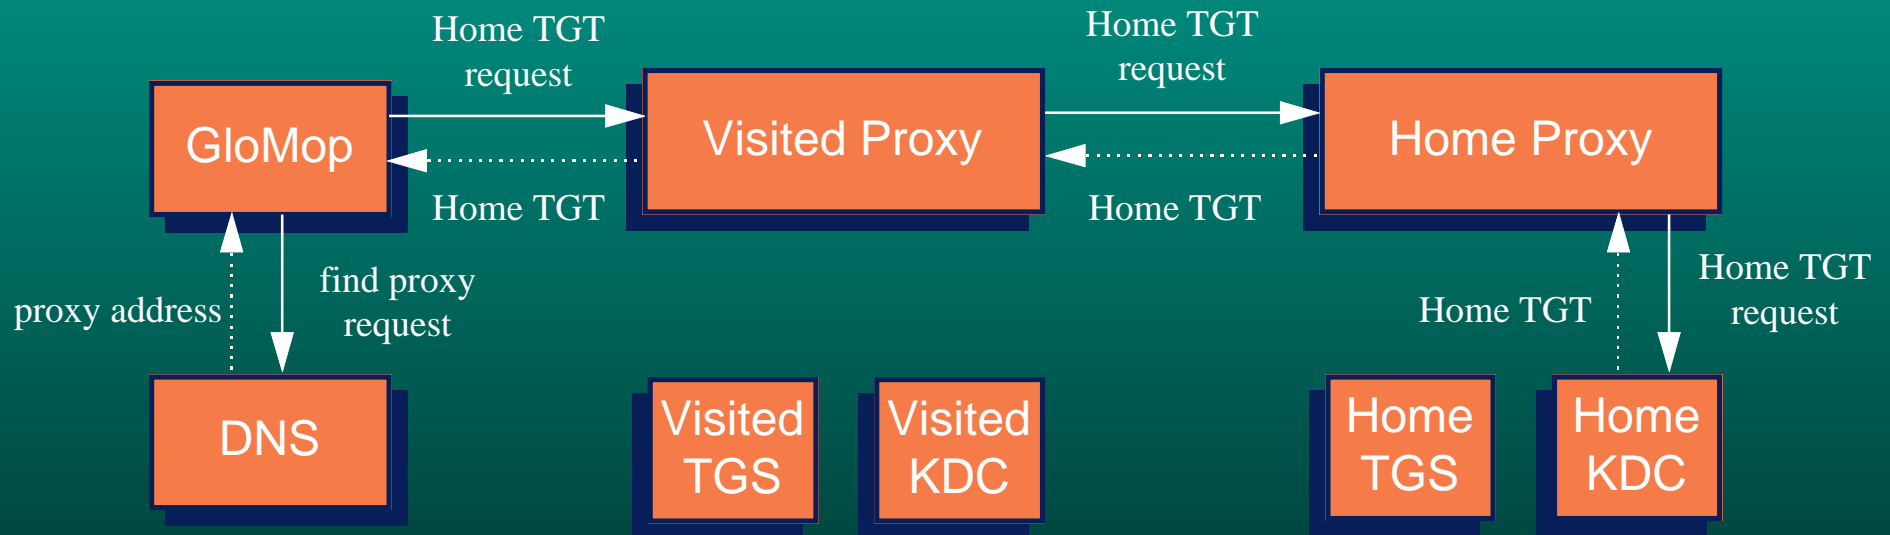 Home TGT
request
Home TGT
request
GloMop
Visited Proxy
Home Proxy
Home TGT
Home TGT
proxy address
find proxy
request
Home TGT
Home TGT
request
DNS
Visited
TGS
Visited
KDC
Home
TGS
Home
KDC